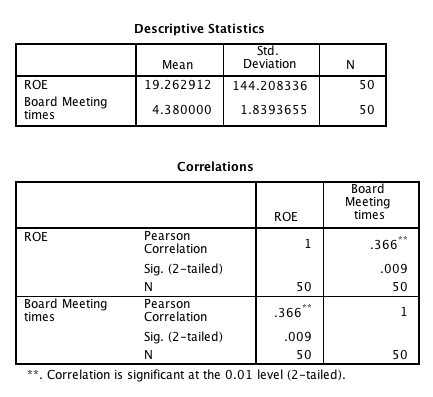 Descriptive Statistics
Mean Std. Deviation N
ROE 19.262912 144.208336 50
Board Meeting times 4.380000 1.8393655 50
Correlations
ROE Board Meeting times
ROE Pearson Correlation 1 .366**
Sig. (2-tailed) .009
N 50 50
Board Meeting times Pearson Correlation .366** 1
Sig. (2-tailed) .009
N 50 50
**. Correlation is significant at the 0.01 level (2-tailed).